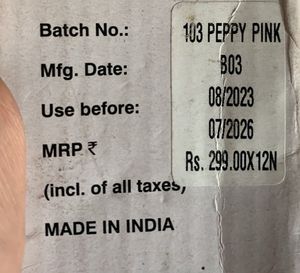 103 PEPPY PINK
Batch No.: B03
Mfg. Date: 08/2023
Use before: 07/2026
MRP ₹ Rs. 299.00X12N
(incl. of all taxes)
MADE IN INDIA